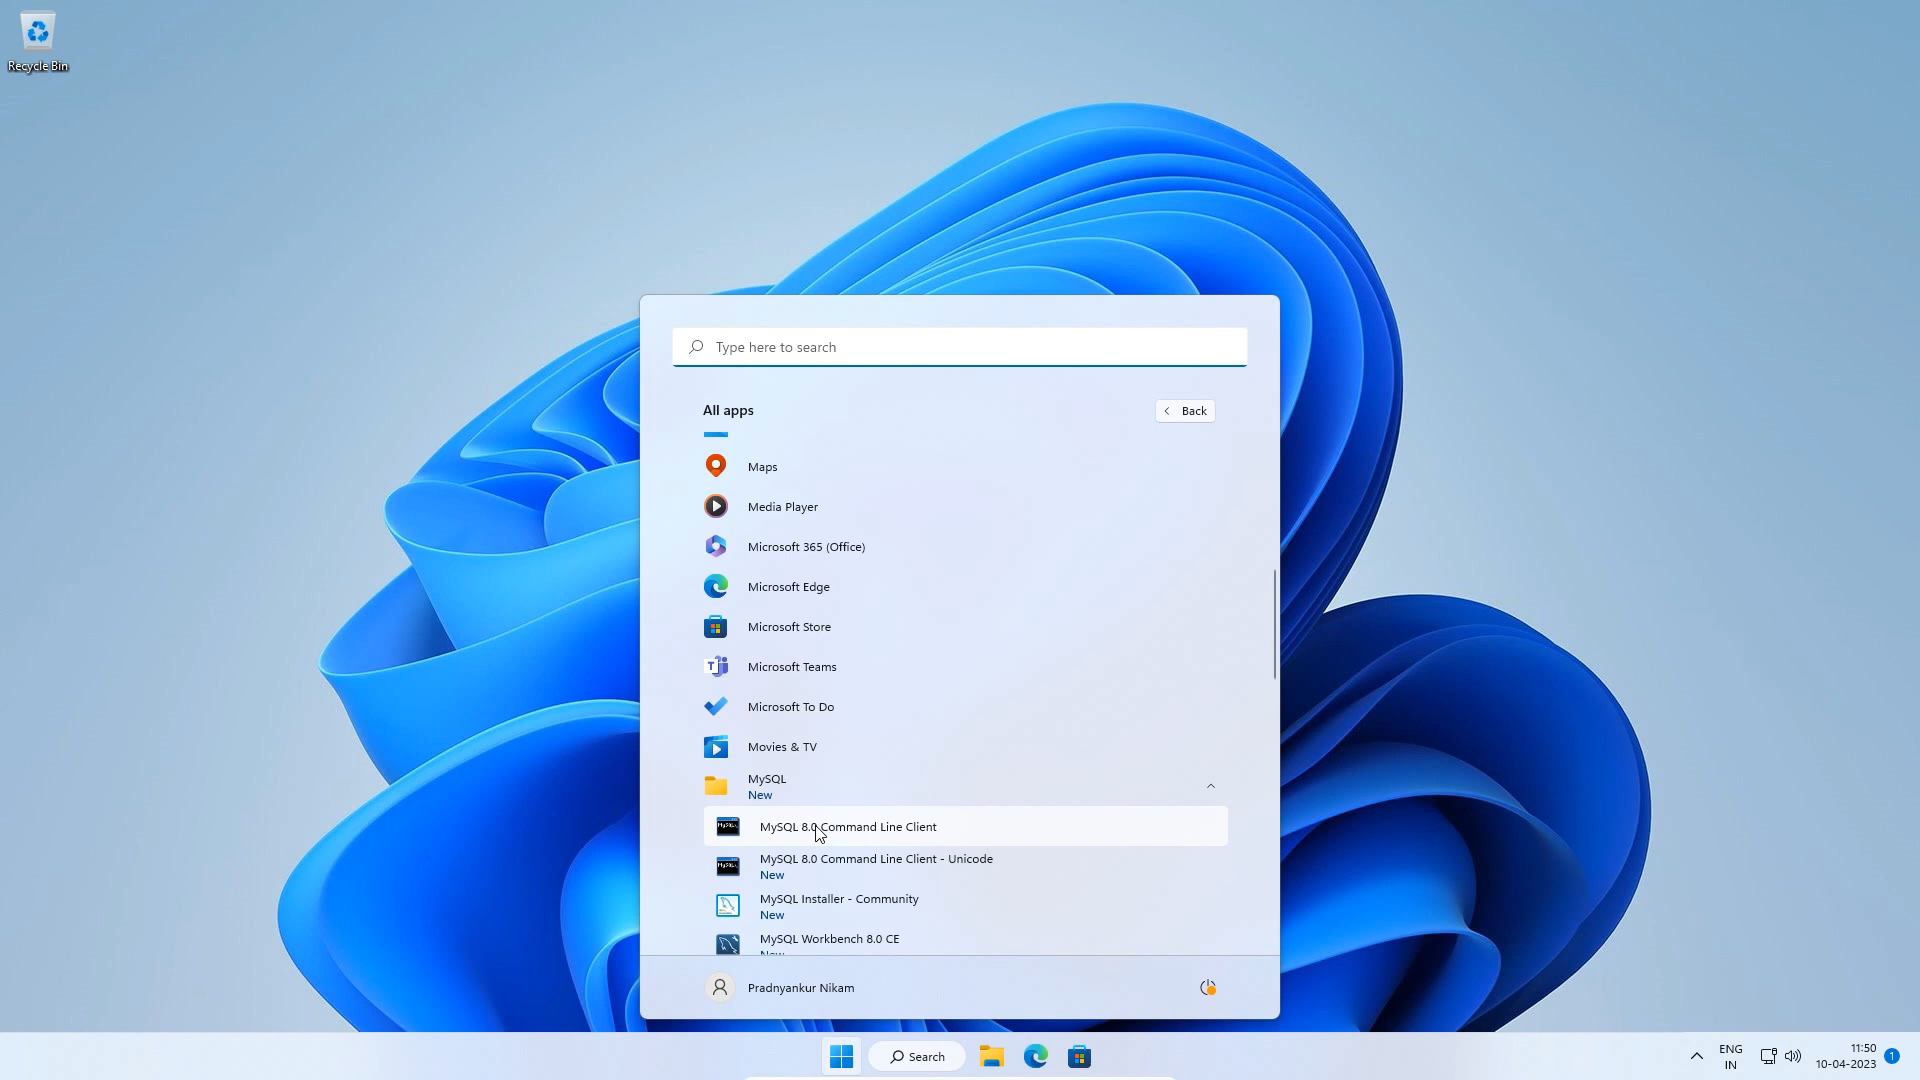 Recycle Bin
Type here to search
All apps
Back
Maps
Media Player
Microsoft 365 (Office)
Microsoft Edge
Microsoft Store
Microsoft Teams
Microsoft To Do
Movies & TV
MySQL
New
MySQL 8.0 Command Line Client
MySQL 8.0 Command Line Client - Unicode
New
MySQL Installer - Community
New
MySQL Workbench 8.0 CE
Pradnyankur Nikam
Search
ENG
IN
11:50
10-04-2023
1